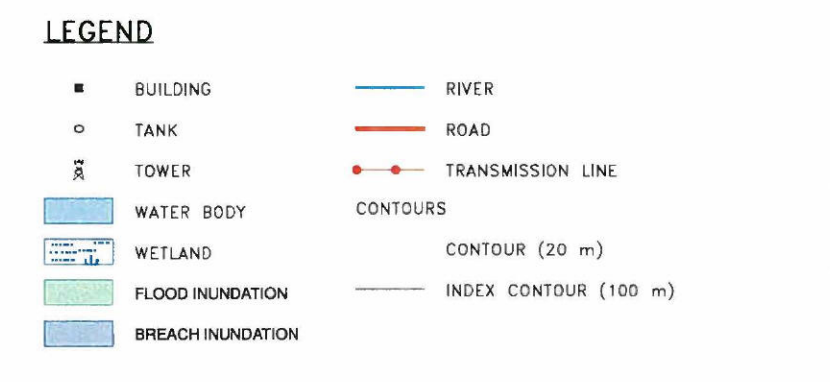 LEGEND
BUILDING
TANK
TOWER
WATER BODY
WETLAND
FLOOD INUNDATION
BREACH INUNDATION
RIVER
ROAD
TRANSMISSION LINE
CONTOURS
CONTOUR (20 m)
INDEX CONTOUR (100 m)